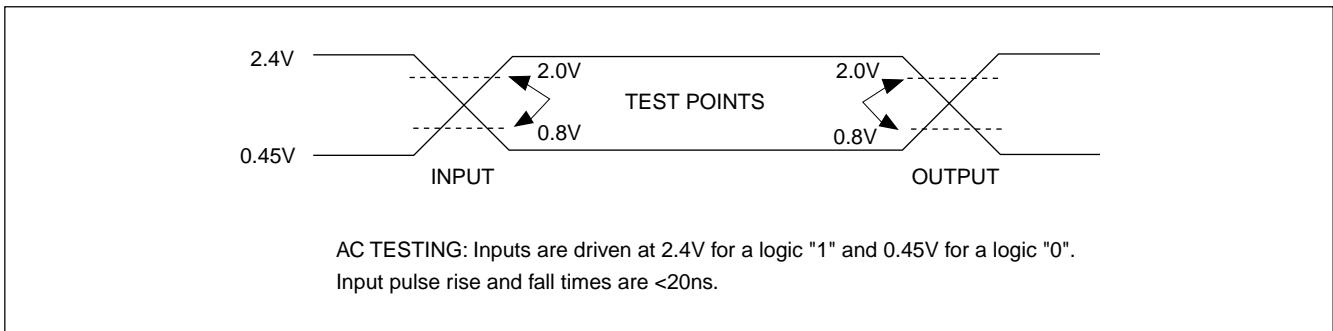 2.4V
2.0V
2.0V
TEST POINTS
0.8V
0.8V
0.45V
INPUT
OUTPUT
AC TESTING: Inputs are driven at 2.4V for a logic "1" and 0.45V for a logic "0".
Input pulse rise and fall times are <20ns.